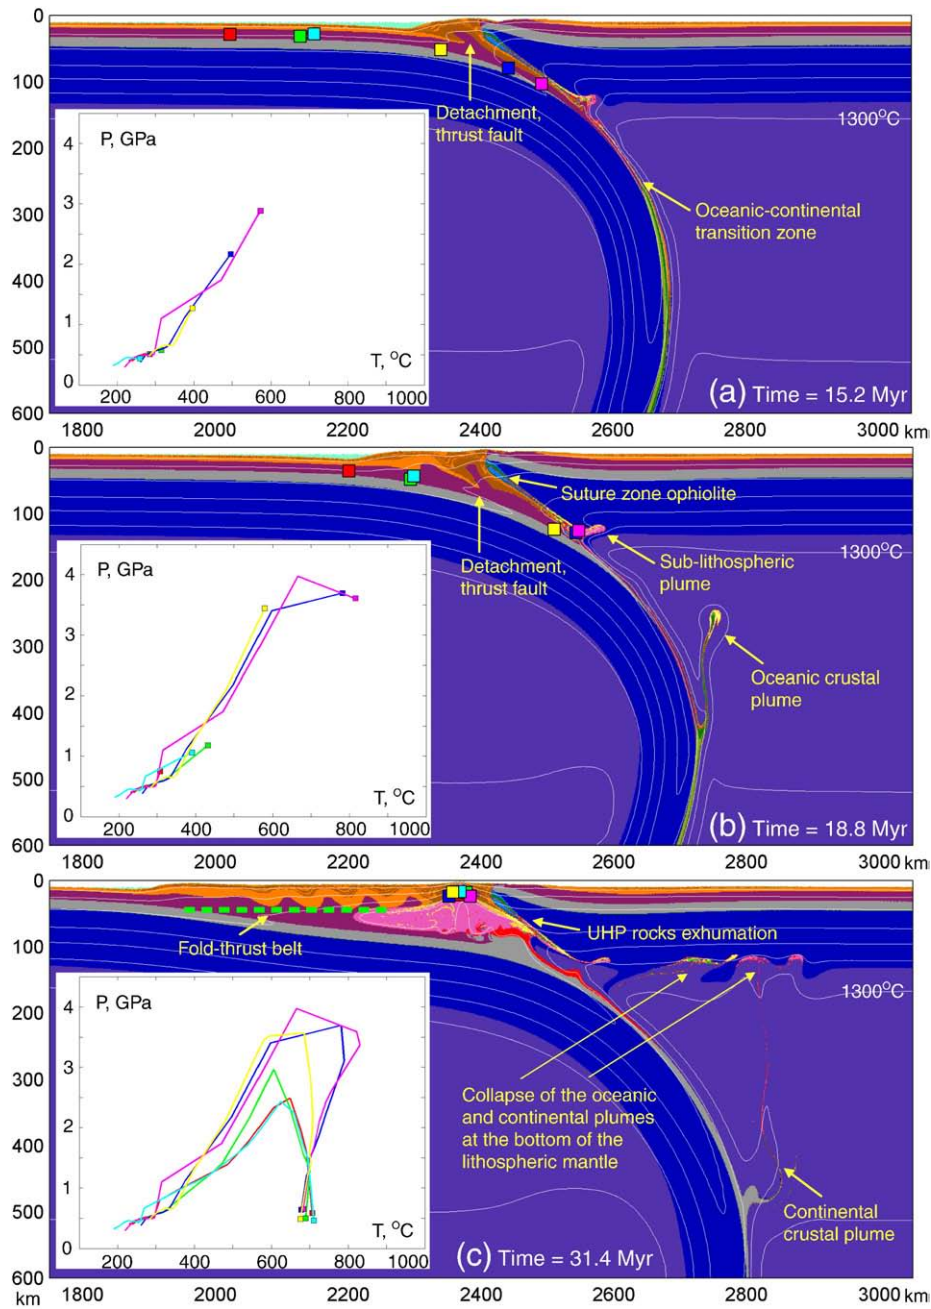 0
100
200
300
400
500
600
P, GPa
4
3
2
1
0
200 400 600 800 1000
T, °C
Detachment,
thrust fault
1300°C
Oceanic-continental
transition zone
(a) Time = 15.2 Myr
1800 2000 2200 2400 2600 2800 3000 km
0
100
200
300
400
500
600
P, GPa
4
3
2
1
0
200 400 600 800 1000
T, °C
Suture zone ophiolite
Detachment,
thrust fault
1300°C
Sub-lithospheric
plume
Oceanic crustal
plume
(b) Time = 18.8 Myr
1800 2000 2200 2400 2600 2800 3000 km
0
100
200
300
400
500
600
km
Fold-thrust belt
UHP rocks exhumation
1300°C
P, GPa
4
3
2
1
0
200 400 600 800 1000
T, °C
Collapse of the oceanic
and continental plumes
at the bottom of the
lithospheric mantle
Continental
crustal plume
(c) Time = 31.4 Myr
1800 2000 2200 2400 2600 2800 3000 km